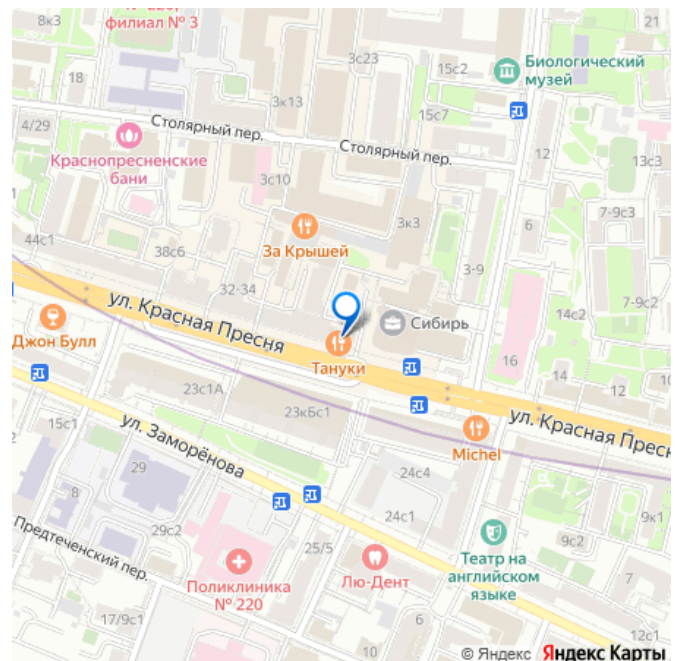 № 220,
филиал № 3
8к3
21
18
3с23
15с2
Биологический
музей
3к13
15с7
4/29
Столярный пер.
Столярный пер.
12
13с3
Краснопресненские
бани
3с10
3к3
7-9с3
6
За Крышей
44с1
38с6
3-9
32-34
7-9с2
ул. Красная Пресня
Сибирь
14с2
Джон Булл
Тануки
16
14
12
10
23с1А
23кБс1
ул. Красная Пресн
15с1
ул. Заморёнова
Michel
29
24с4
8
24с1
9к1
29с2
25/5
9с2
Предтеченский пер.
Поликлиника
№ 220
Лю-Дент
Театр на
английском
языке
7
17/9с1
6
12с1
© Яндекс Яндекс Карты